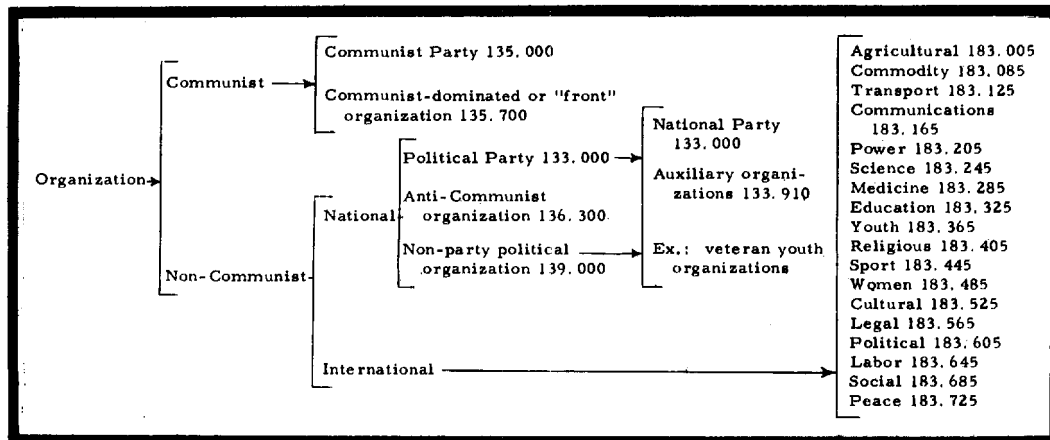 Organization
Communist
Communist Party 135.000
Communist-dominated or "front"
organization 135.700
Non-Communist
National
Political Party 133.000
Anti-Communist
organization 136.300
Non-party political
organization 139.000
National Party
133.000
Auxiliary organi-
zations 133.910
Ex.: veteran youth
organizations
International
Agricultural 183.005
Commodity 183.085
Transport 183.125
Communications
183.165
Power 183.205
Science 183.245
Medicine 183.285
Education 183.325
Youth 183.365
Religious 183.405
Sport 183.445
Women 183.485
Cultural 183.525
Legal 183.565
Political 183.605
Labor 183.645
Social 183.685
Peace 183.725